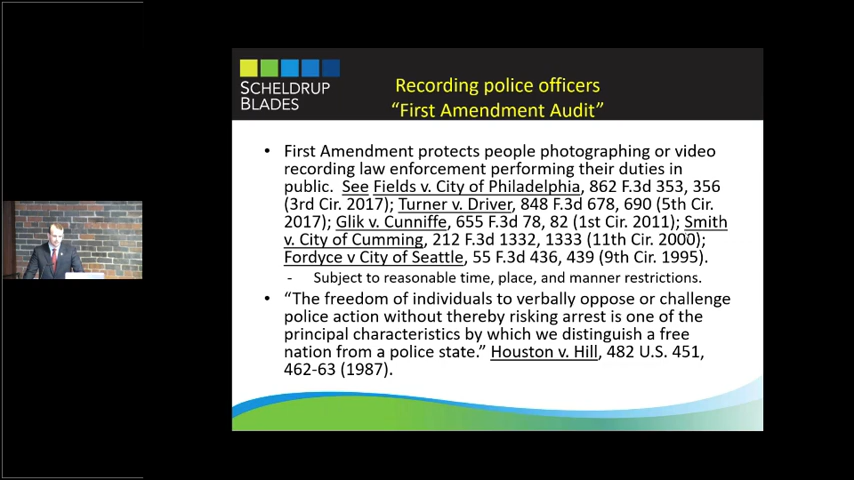 SCHELDRUP
BLADES
Recording police officers
“First Amendment Audit”
• First Amendment protects people photographing or video
recording law enforcement performing their duties in
public. See Fields v. City of Philadelphia, 862 F.3d 353, 356
(3rd Cir. 2017); Turner v. Driver, 848 F.3d 678, 690 (5th Cir.
2017); Glik v. Cunniffe, 655 F.3d 78, 82 (1st Cir. 2011); Smith
v. City of Cumming, 212 F.3d 1332, 1333 (11th Cir. 2000);
Fordyce v City of Seattle, 55 F.3d 436, 439 (9th Cir. 1995).
- Subject to reasonable time, place, and manner restrictions.
• “The freedom of individuals to verbally oppose or challenge
police action without thereby risking arrest is one of the
principal characteristics by which we distinguish a free
nation from a police state.” Houston v. Hill, 482 U.S. 451,
462-63 (1987).